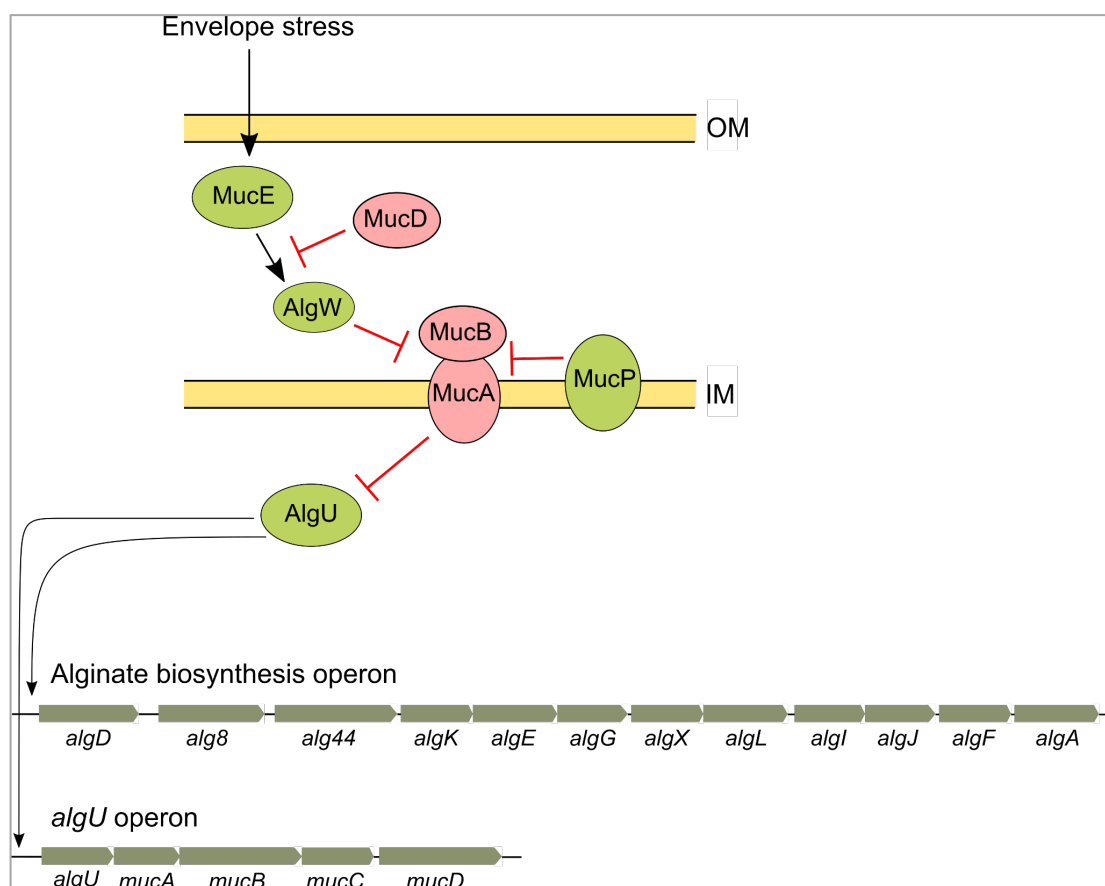 Envelope stress
OM
MucE
MucD
AlgW
MucB
MucP
MucA
IM
AlgU
Alginate biosynthesis operon
algD alg8 alg44 algK algE algG algX algL algI algJ algF algA
algU operon
algU mucA mucB mucC mucD